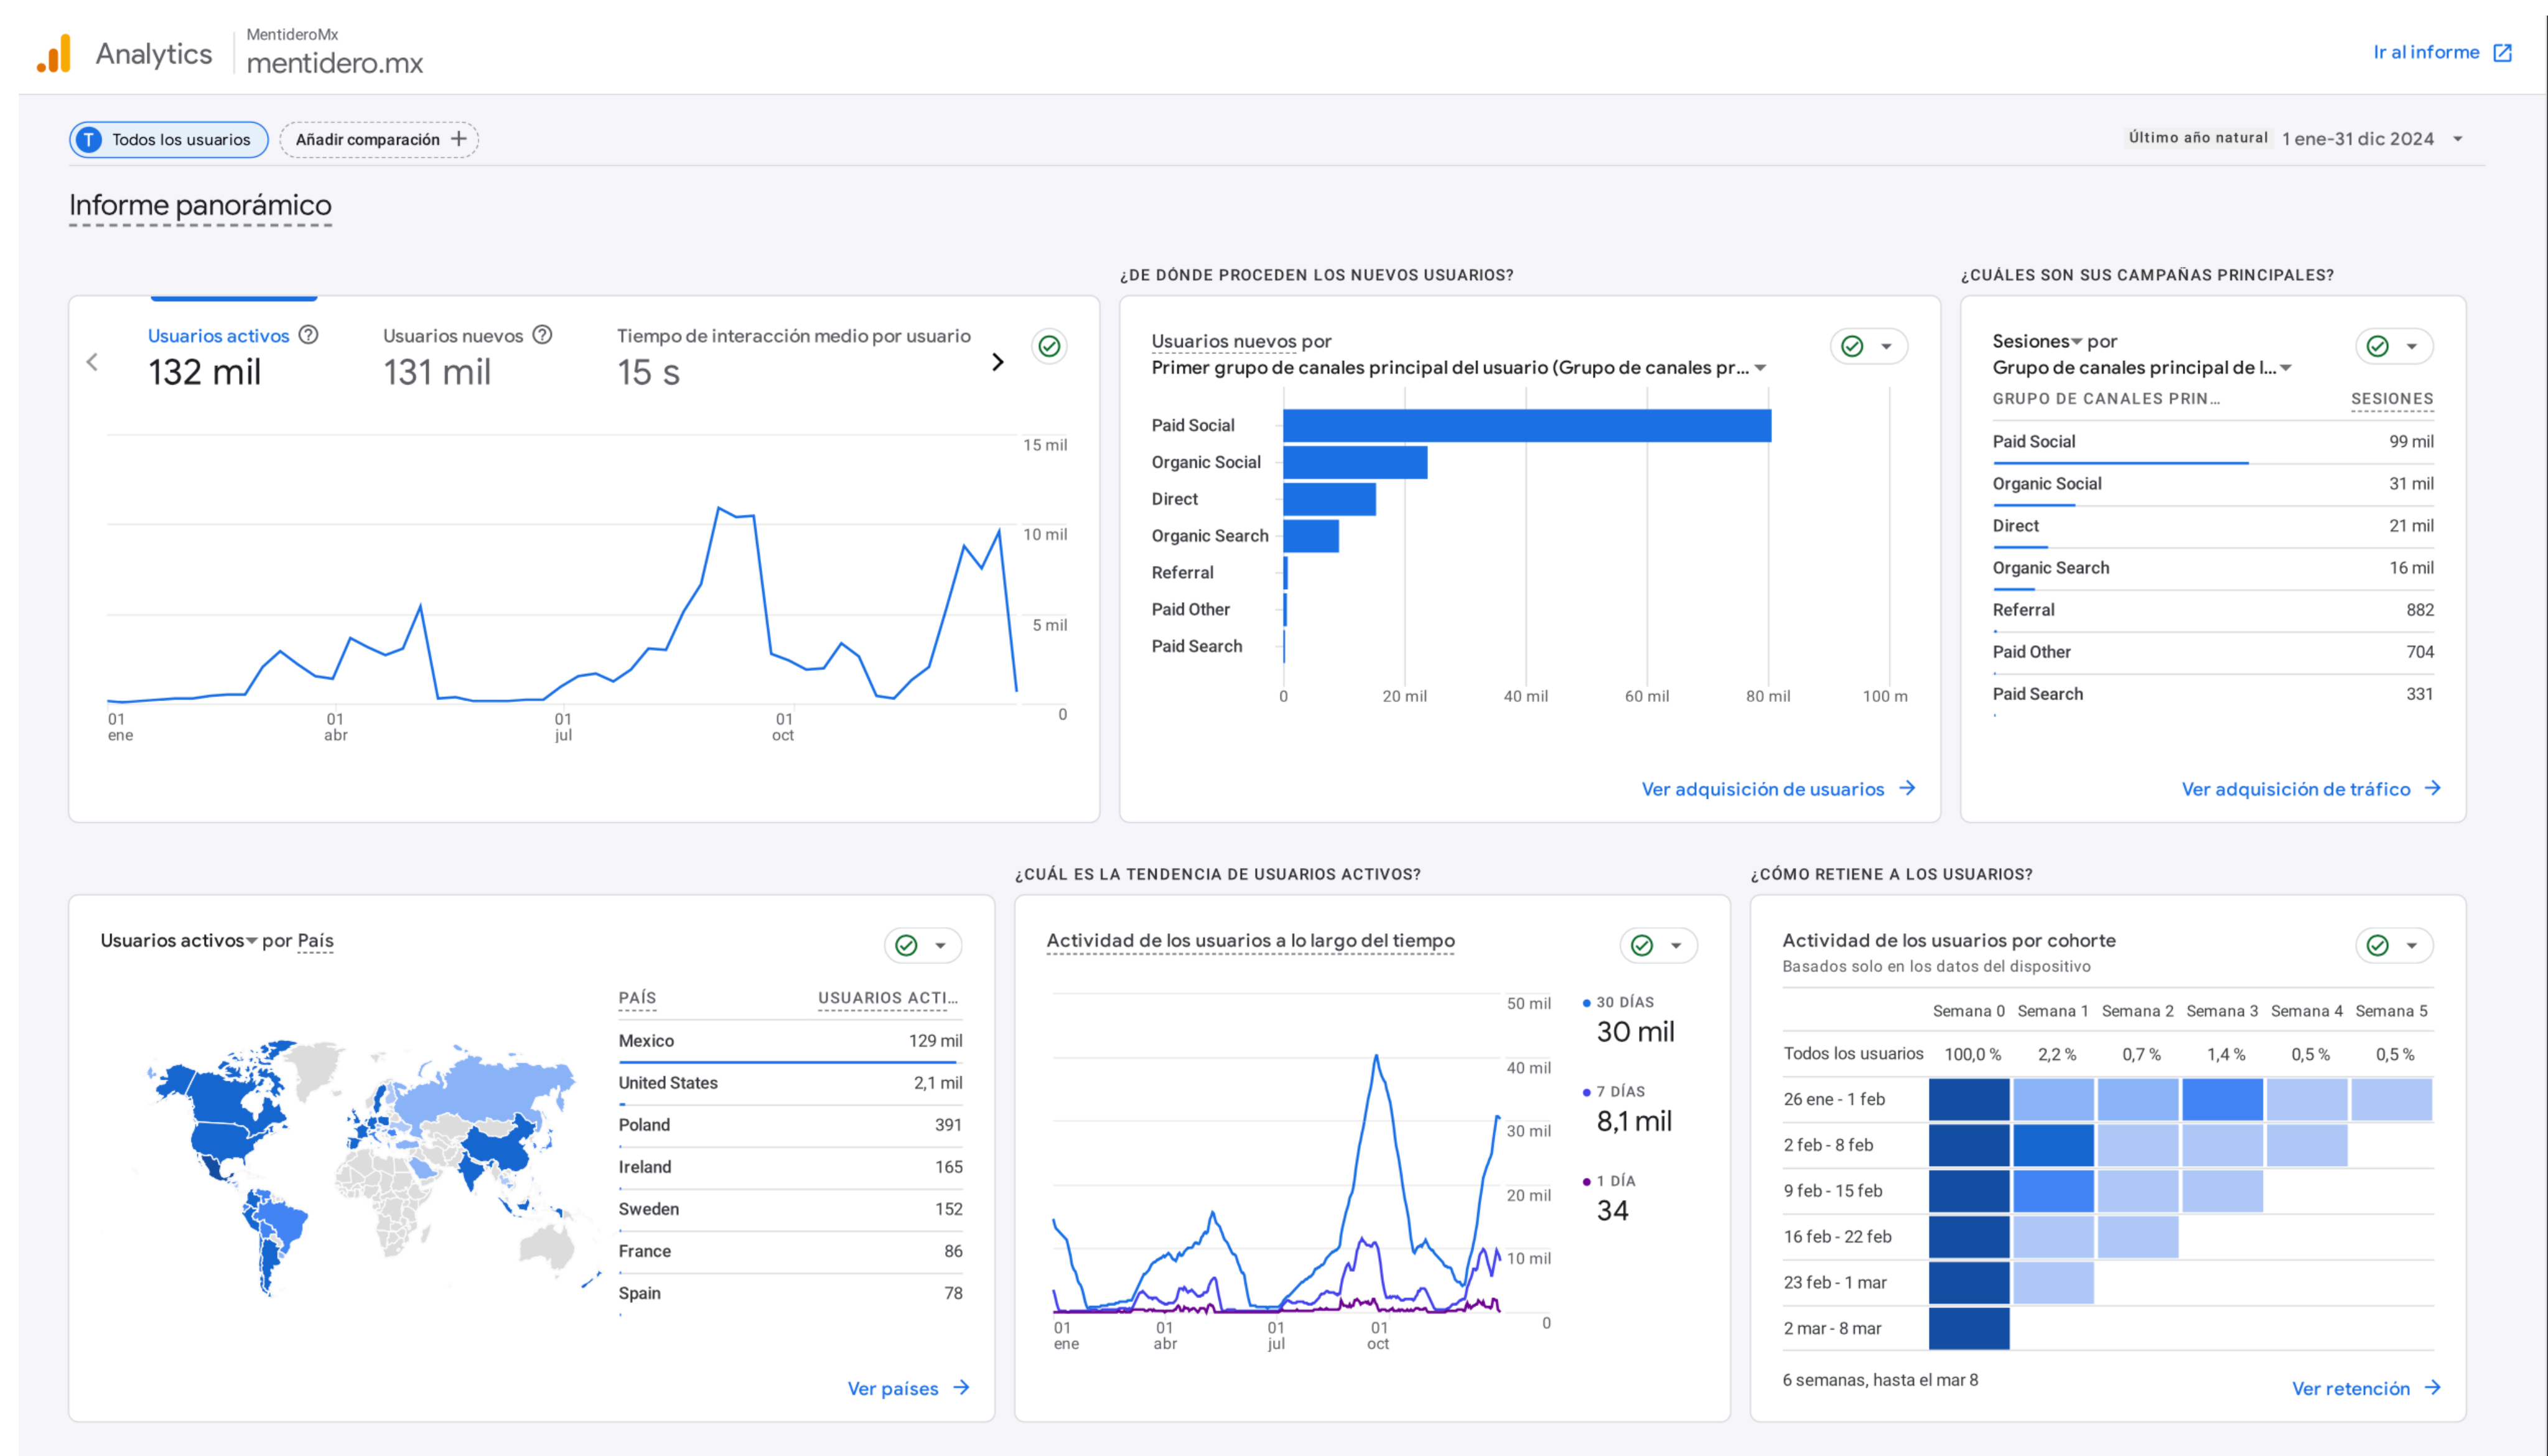 Analytics
MentideroMx
mentidero.mx
Ir al informe
T Todos los usuarios
Añadir comparación
Último año natural 1 ene-31 dic 2024
Informe panorámico
Usuarios activos
132 mil
Usuarios nuevos
131 mil
Tiempo de interacción medio por usuario
15 s
15 mil
10 mil
5 mil
0
01 ene
01 abr
01 jul
01 oct
¿DE DÓNDE PROCEDEN LOS NUEVOS USUARIOS?
Usuarios nuevos por
Primer grupo de canales principal del usuario (Grupo de canales pr...
Paid Social
Organic Social
Direct
Organic Search
Referral
Paid Other
Paid Search
0 20 mil 40 mil 60 mil 80 mil 100 m
Ver adquisición de usuarios
¿CUÁLES SON SUS CAMPAÑAS PRINCIPALES?
Sesiones por
Grupo de canales principal de l...
GRUPO DE CANALES PRIN... SESIONES
Paid Social 99 mil
Organic Social 31 mil
Direct 21 mil
Organic Search 16 mil
Referral 882
Paid Other 704
Paid Search 331
Ver adquisición de tráfico
Usuarios activos por País
PAÍS USUARIOS ACTI...
Mexico 129 mil
United States 2,1 mil
Poland 391
Ireland 165
Sweden 152
France 86
Spain 78
Ver países
¿CUÁL ES LA TENDENCIA DE USUARIOS ACTIVOS?
Actividad de los usuarios a lo largo del tiempo
50 mil
40 mil
30 mil
20 mil
10 mil
0
01 ene
01 abr
01 jul
01 oct
30 DÍAS
30 mil
7 DÍAS
8,1 mil
1 DÍA
34
¿CÓMO RETIENE A LOS USUARIOS?
Actividad de los usuarios por cohorte
Basados solo en los datos del dispositivo
Semana 0 Semana 1 Semana 2 Semana 3 Semana 4 Semana 5
Todos los usuarios 100,0 % 2,2 % 0,7 % 1,4 % 0,5 % 0,5 %
26 ene - 1 feb
2 feb - 8 feb
9 feb - 15 feb
16 feb - 22 feb
23 feb - 1 mar
2 mar - 8 mar
6 semanas, hasta el mar 8
Ver retención